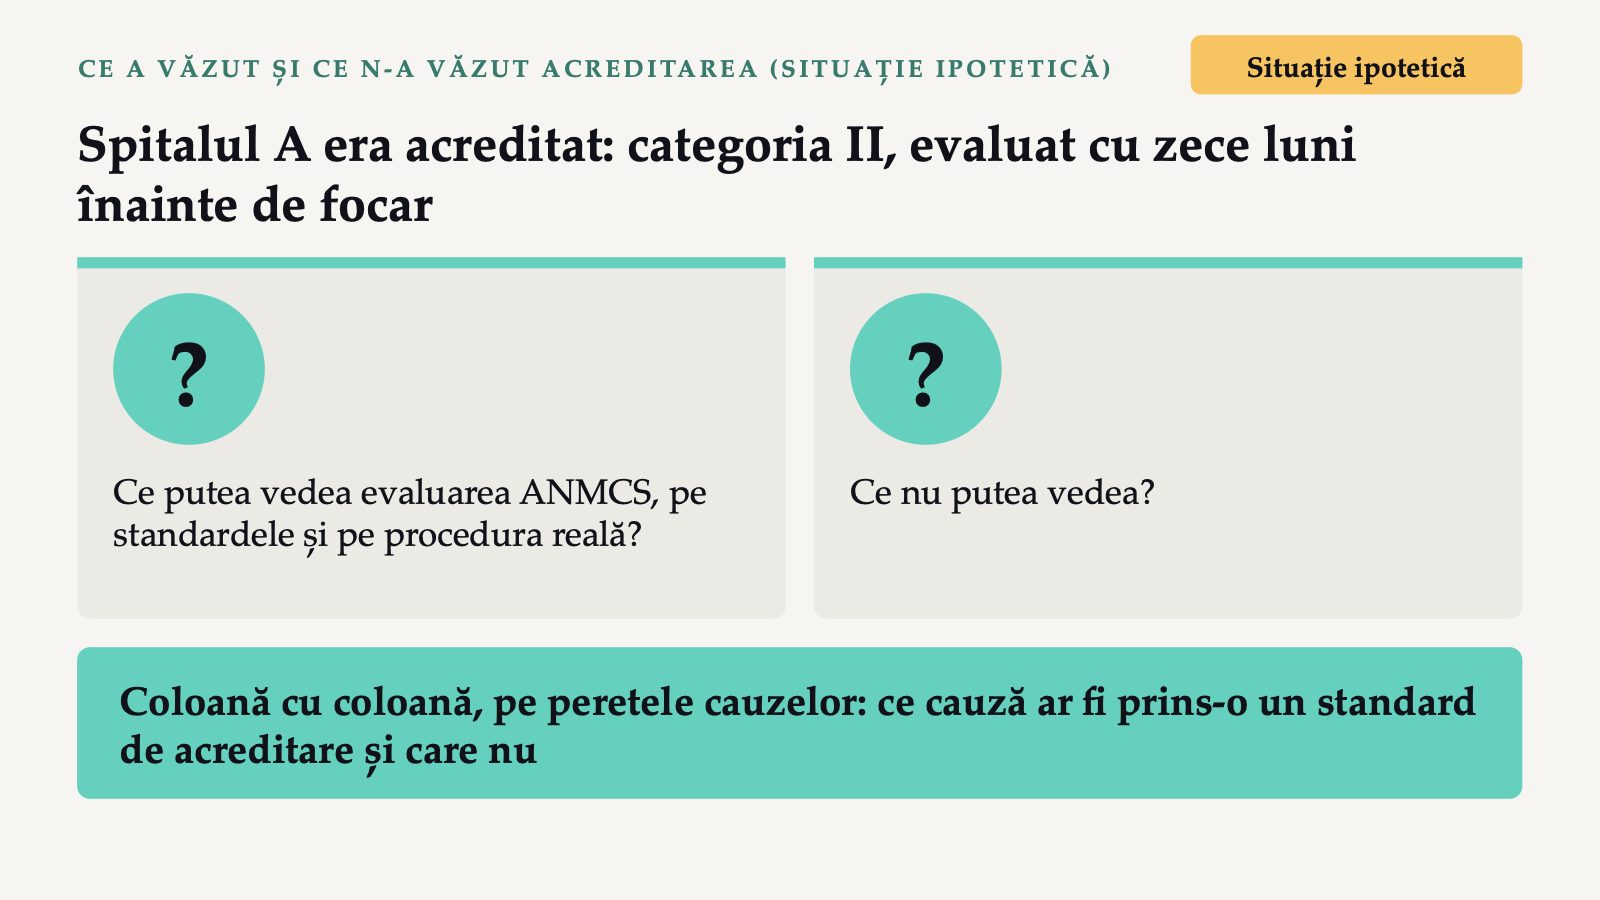 CE A VĂZUT ȘI CE N-A VĂZUT ACREDITAREA (SITUAȚIE IPOTETICĂ)
Situație ipotetică
Spitalul A era acreditat: categoria II, evaluat cu zece luni
înainte de focar
?
Ce putea vedea evaluarea ANMCS, pe
standardele și pe procedura reală?
?
Ce nu putea vedea?
Coloană cu coloană, pe peretele cauzelor: ce cauză ar fi prins-o un standard
de acreditare și care nu